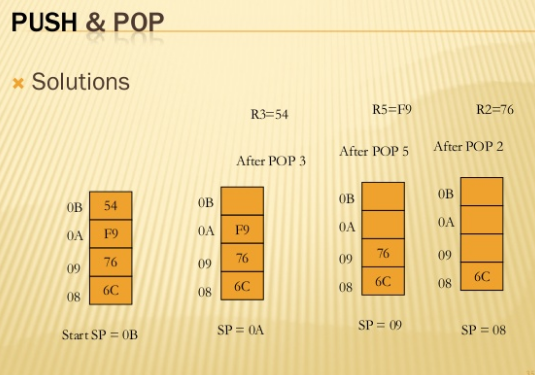 PUSH & POP
Solutions
R3=54
R5=F9
R2=76
After POP 3
After POP 5
After POP 2
0B 54
0A F9
09 76
08 6C
Start SP = 0B
0B
0A F9
09 76
08 6C
SP = 0A
0B
0A
09 76
08 6C
SP = 09
0B
0A
09
08 6C
SP = 08